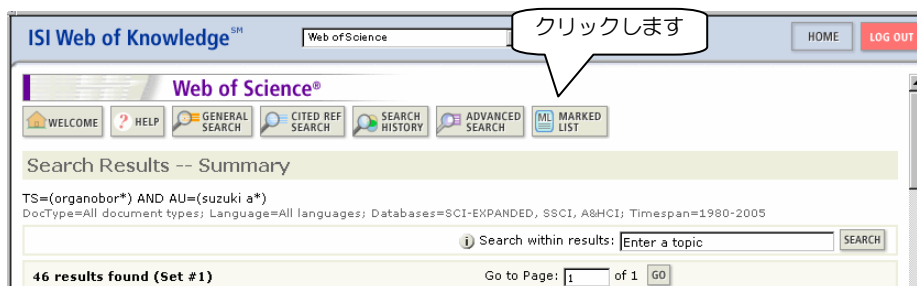 クリックします
ISI Web of Knowledge℠ Web of Science HOME LOG OUT
Web of Science®
WELCOME ? HELP GENERAL SEARCH CITED REF SEARCH SEARCH HISTORY ADVANCED SEARCH ML MARKED LIST
Search Results -- Summary
TS=(organobor*) AND AU=(suzuki a*)
DocType=All document types; Language=All languages; Databases=SCI-EXPANDED, SSCI, A&HCI; Timespan=1980-2005
i Search within results: Enter a topic SEARCH
46 results found (Set #1) Go to Page: 1 of 1 GO